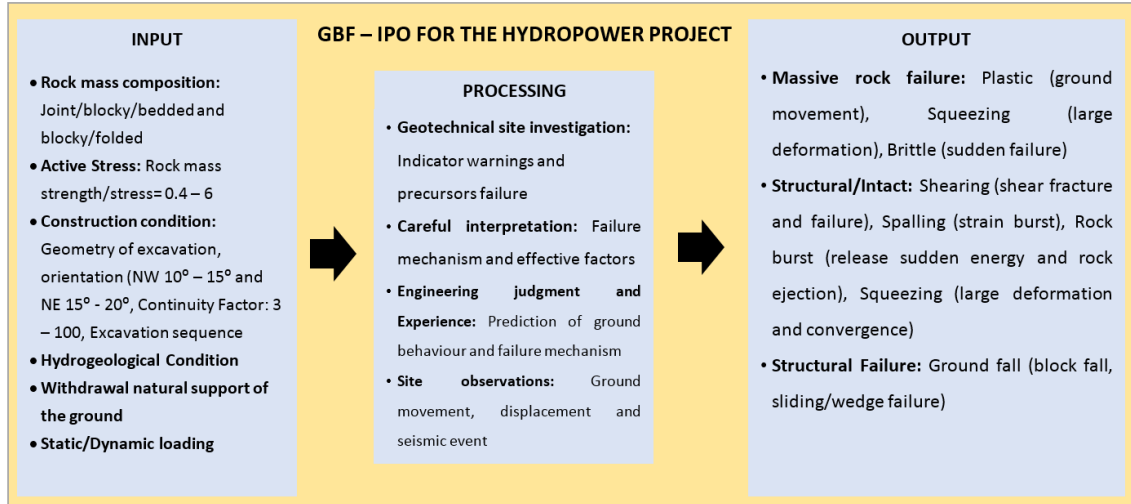 GBF – IPO FOR THE HYDROPOWER PROJECT
INPUT
• Rock mass composition:
Joint/blocky/bedded and
blocky/folded
• Active Stress: Rock mass
strength/stress= 0.4 – 6
• Construction condition:
Geometry of excavation,
orientation (NW 10⁰ – 15⁰ and
NE 15⁰ - 20⁰, Continuity Factor: 3
– 100, Excavation sequence
• Hydrogeological Condition
• Withdrawal natural support of
the ground
• Static/Dynamic loading
PROCESSING
• Geotechnical site investigation:
Indicator warnings and
precursors failure
• Careful interpretation: Failure
mechanism and effective factors
• Engineering judgment and
Experience: Prediction of ground
behaviour and failure mechanism
• Site observations: Ground
movement, displacement and
seismic event
OUTPUT
• Massive rock failure: Plastic (ground
movement), Squeezing (large
deformation), Brittle (sudden failure)
• Structural/Intact: Shearing (shear fracture
and failure), Spalling (strain burst), Rock
burst (release sudden energy and rock
ejection), Squeezing (large deformation
and convergence)
• Structural Failure: Ground fall (block fall,
sliding/wedge failure)